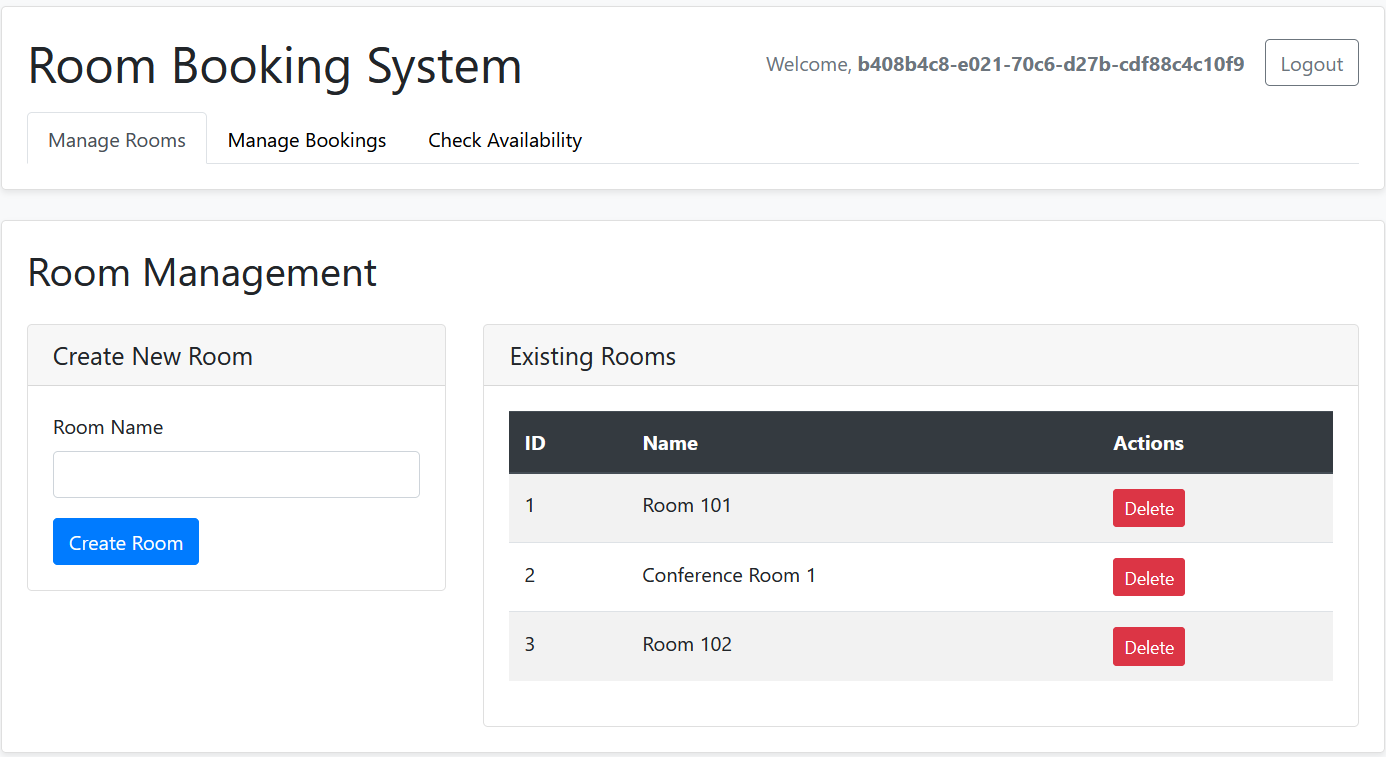 Room Booking System
Welcome, b408b4c8-e021-70c6-d27b-cdf88c4c10f9
Logout
Manage Rooms
Manage Bookings
Check Availability
Room Management
Create New Room
Room Name
Create Room
Existing Rooms
ID Name Actions
1 Room 101 Delete
2 Conference Room 1 Delete
3 Room 102 Delete